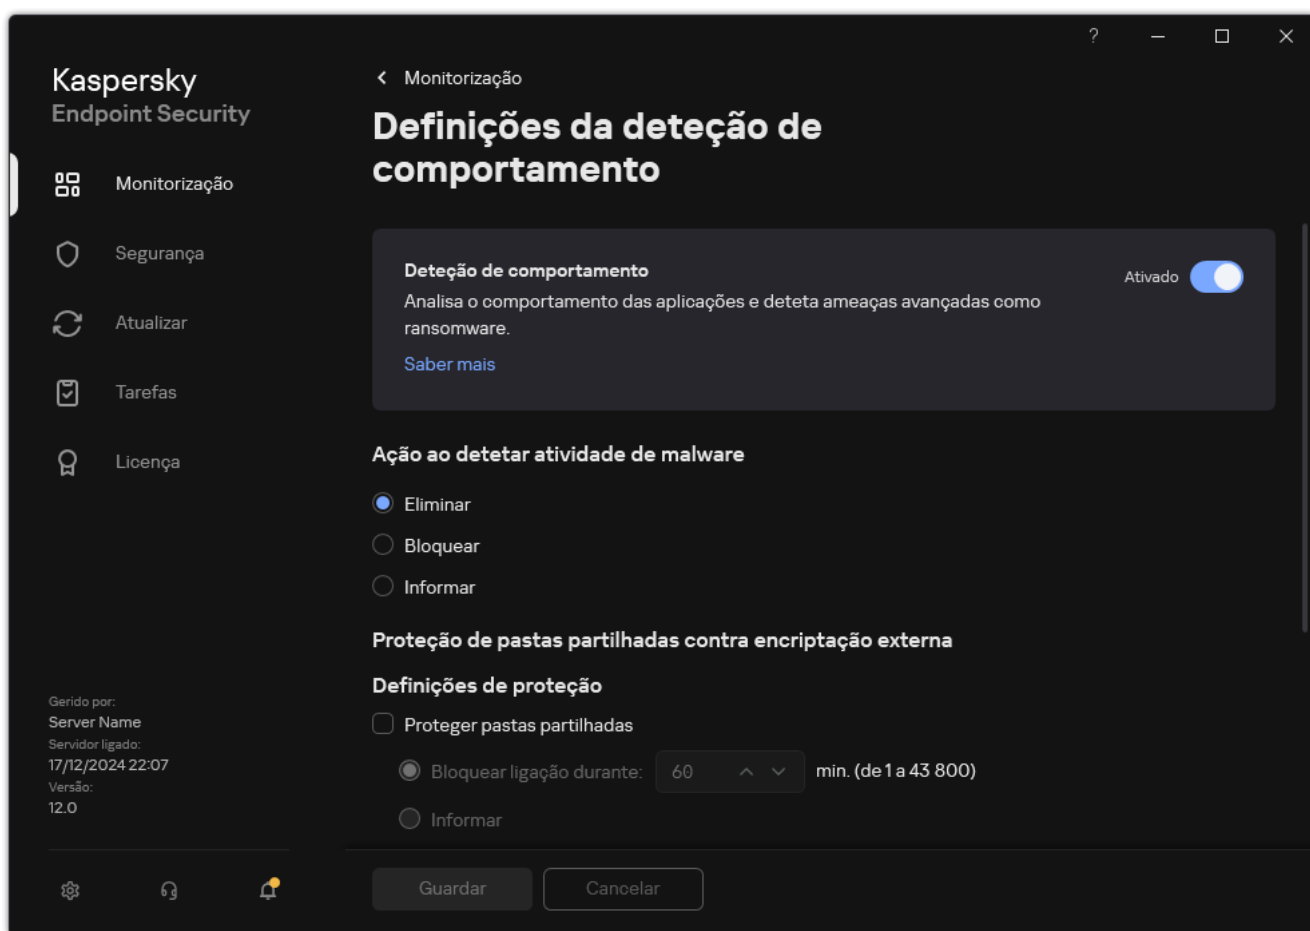 ?
Kaspersky
Endpoint Security
Monitorização
Segurança
Atualizar
Tarefas
Licença
Gerido por:
Server Name
Servidor ligado:
17/12/2024 22:07
Versão:
12.0
Monitorização
Definições da deteção de
comportamento
Deteção de comportamento
Ativado
Analisa o comportamento das aplicações e deteta ameaças avançadas como
ransomware.
Saber mais
Ação ao detetar atividade de malware
Eliminar
Bloquear
Informar
Proteção de pastas partilhadas contra encriptação externa
Definições de proteção
Proteger pastas partilhadas
Bloquear ligação durante: 60 min. (de 1 a 43 800)
Informar
Guardar Cancelar